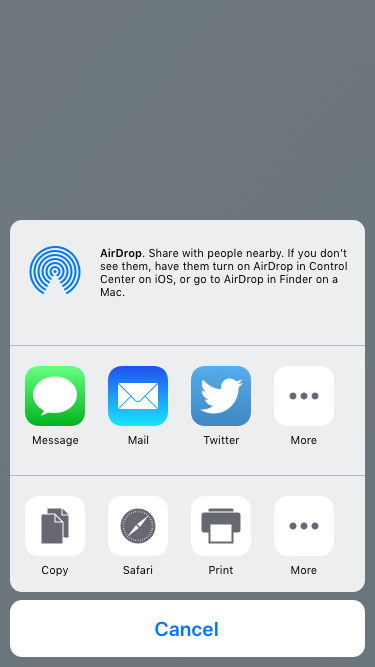 AirDrop. Share with people nearby. If you don’t
see them, have them turn on AirDrop in Control
Center on iOS, or go to AirDrop in Finder on a
Mac.
Message Mail Twitter More
Copy Safari Print More
Cancel